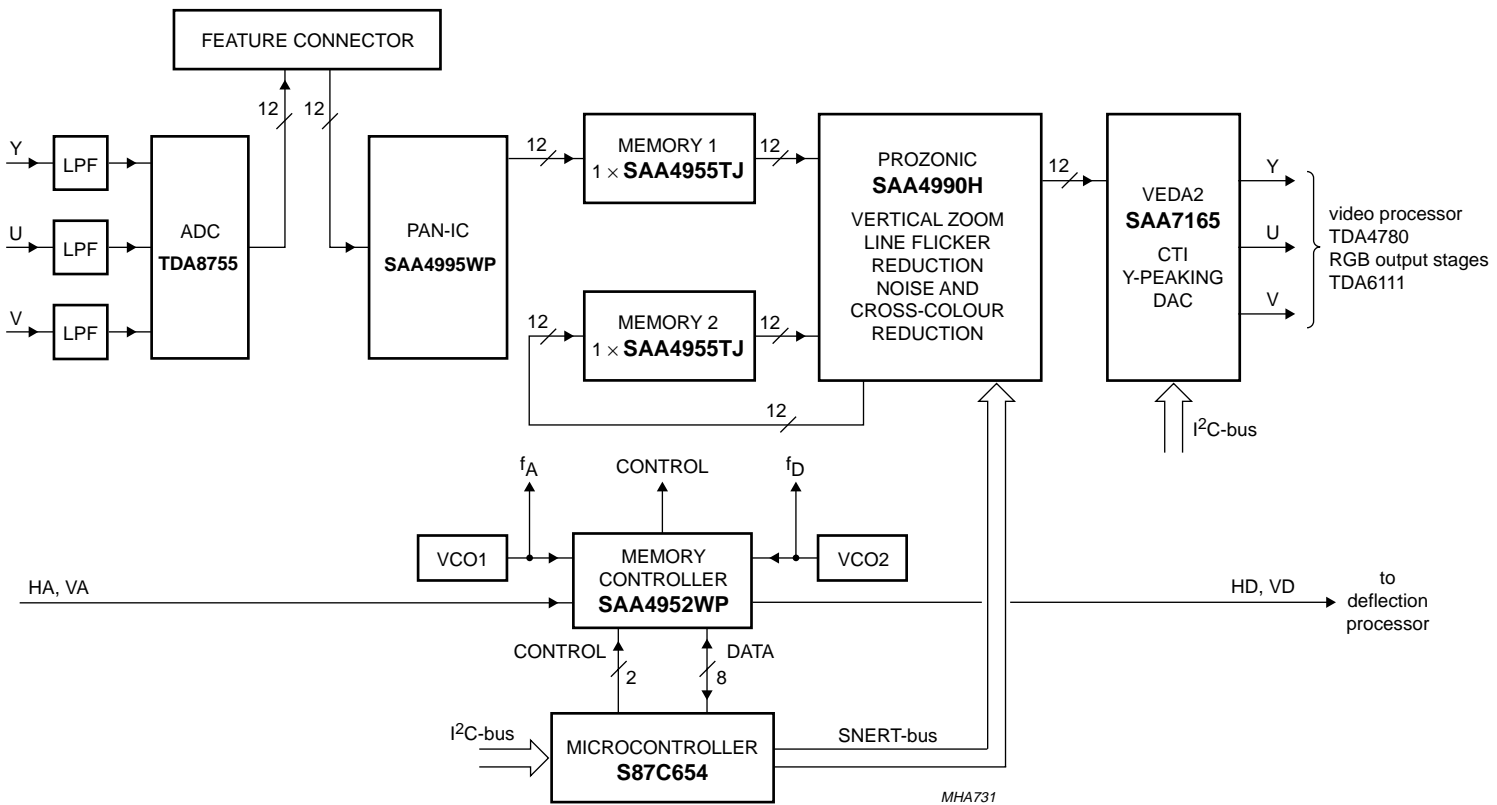 FEATURE CONNECTOR
12
12
Y
LPF
U
LPF
V
LPF
ADC
TDA8755
PAN-IC
SAA4995WP
12
MEMORY 1
1 × SAA4955TJ
12
12
MEMORY 2
1 × SAA4955TJ
12
12
PROZONIC
SAA4990H
VERTICAL ZOOM
LINE FLICKER
REDUCTION
NOISE AND
CROSS-COLOUR
REDUCTION
12
VEDA2
SAA7165
CTI
Y-PEAKING
DAC
Y
U
V
video processor
TDA4780
RGB output stages
TDA6111
I2C-bus
fA
CONTROL
fD
VCO1
MEMORY
CONTROLLER
SAA4952WP
VCO2
HA, VA
HD, VD
to
deflection
processor
CONTROL
2
DATA
8
I2C-bus
MICROCONTROLLER
S87C654
SNERT-bus
MHA731